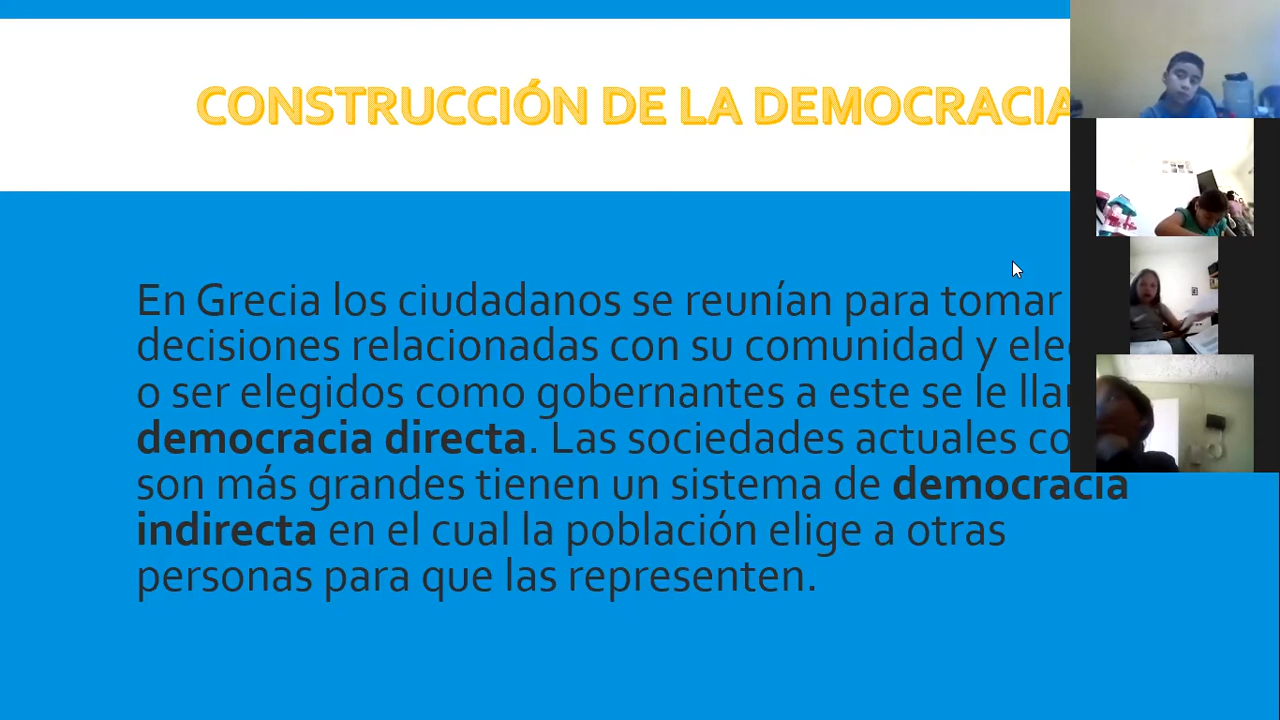 CONSTRUCCIÓN DE LA DEMOCRACIA
En Grecia los ciudadanos se reunían para tomar
decisiones relacionadas con su comunidad y
o ser elegidos como gobernantes a este se le
democracia directa. Las sociedades actuales
son más grandes tienen un sistema de democracia
indirecta en el cual la población elige a otras
personas para que las representen.